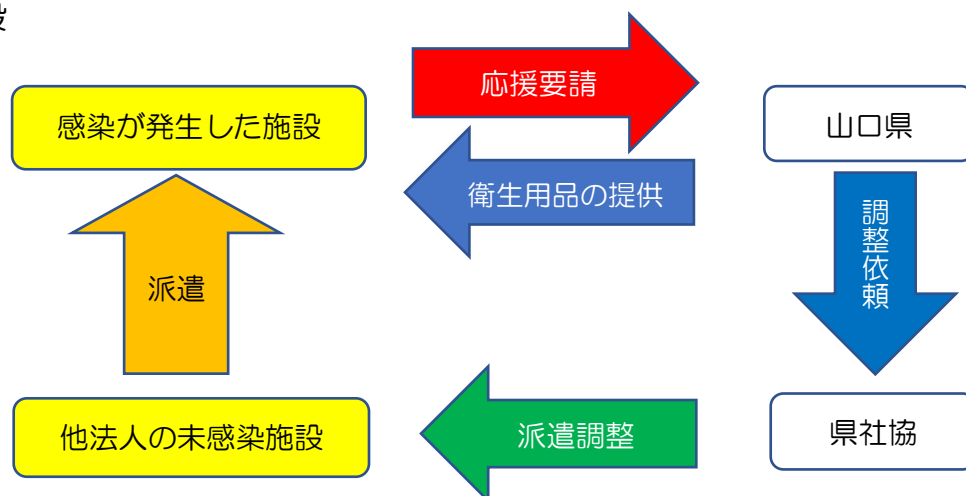 設
応援要請
感染が発生した施設
山口県
衛生用品の提供
調整依頼
派遣
他法人の未感染施設
派遣調整
県社協